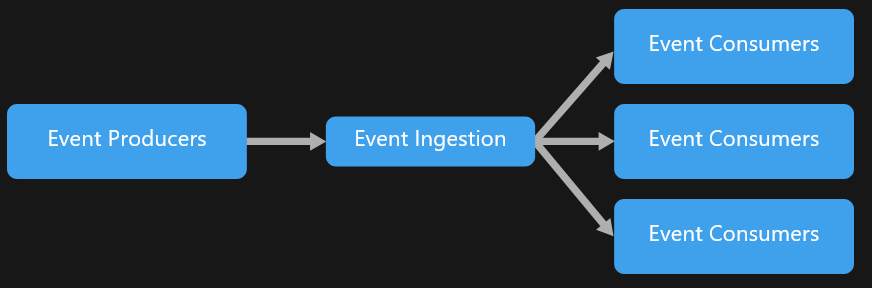 Event Producers
Event Ingestion
Event Consumers
Event Consumers
Event Consumers